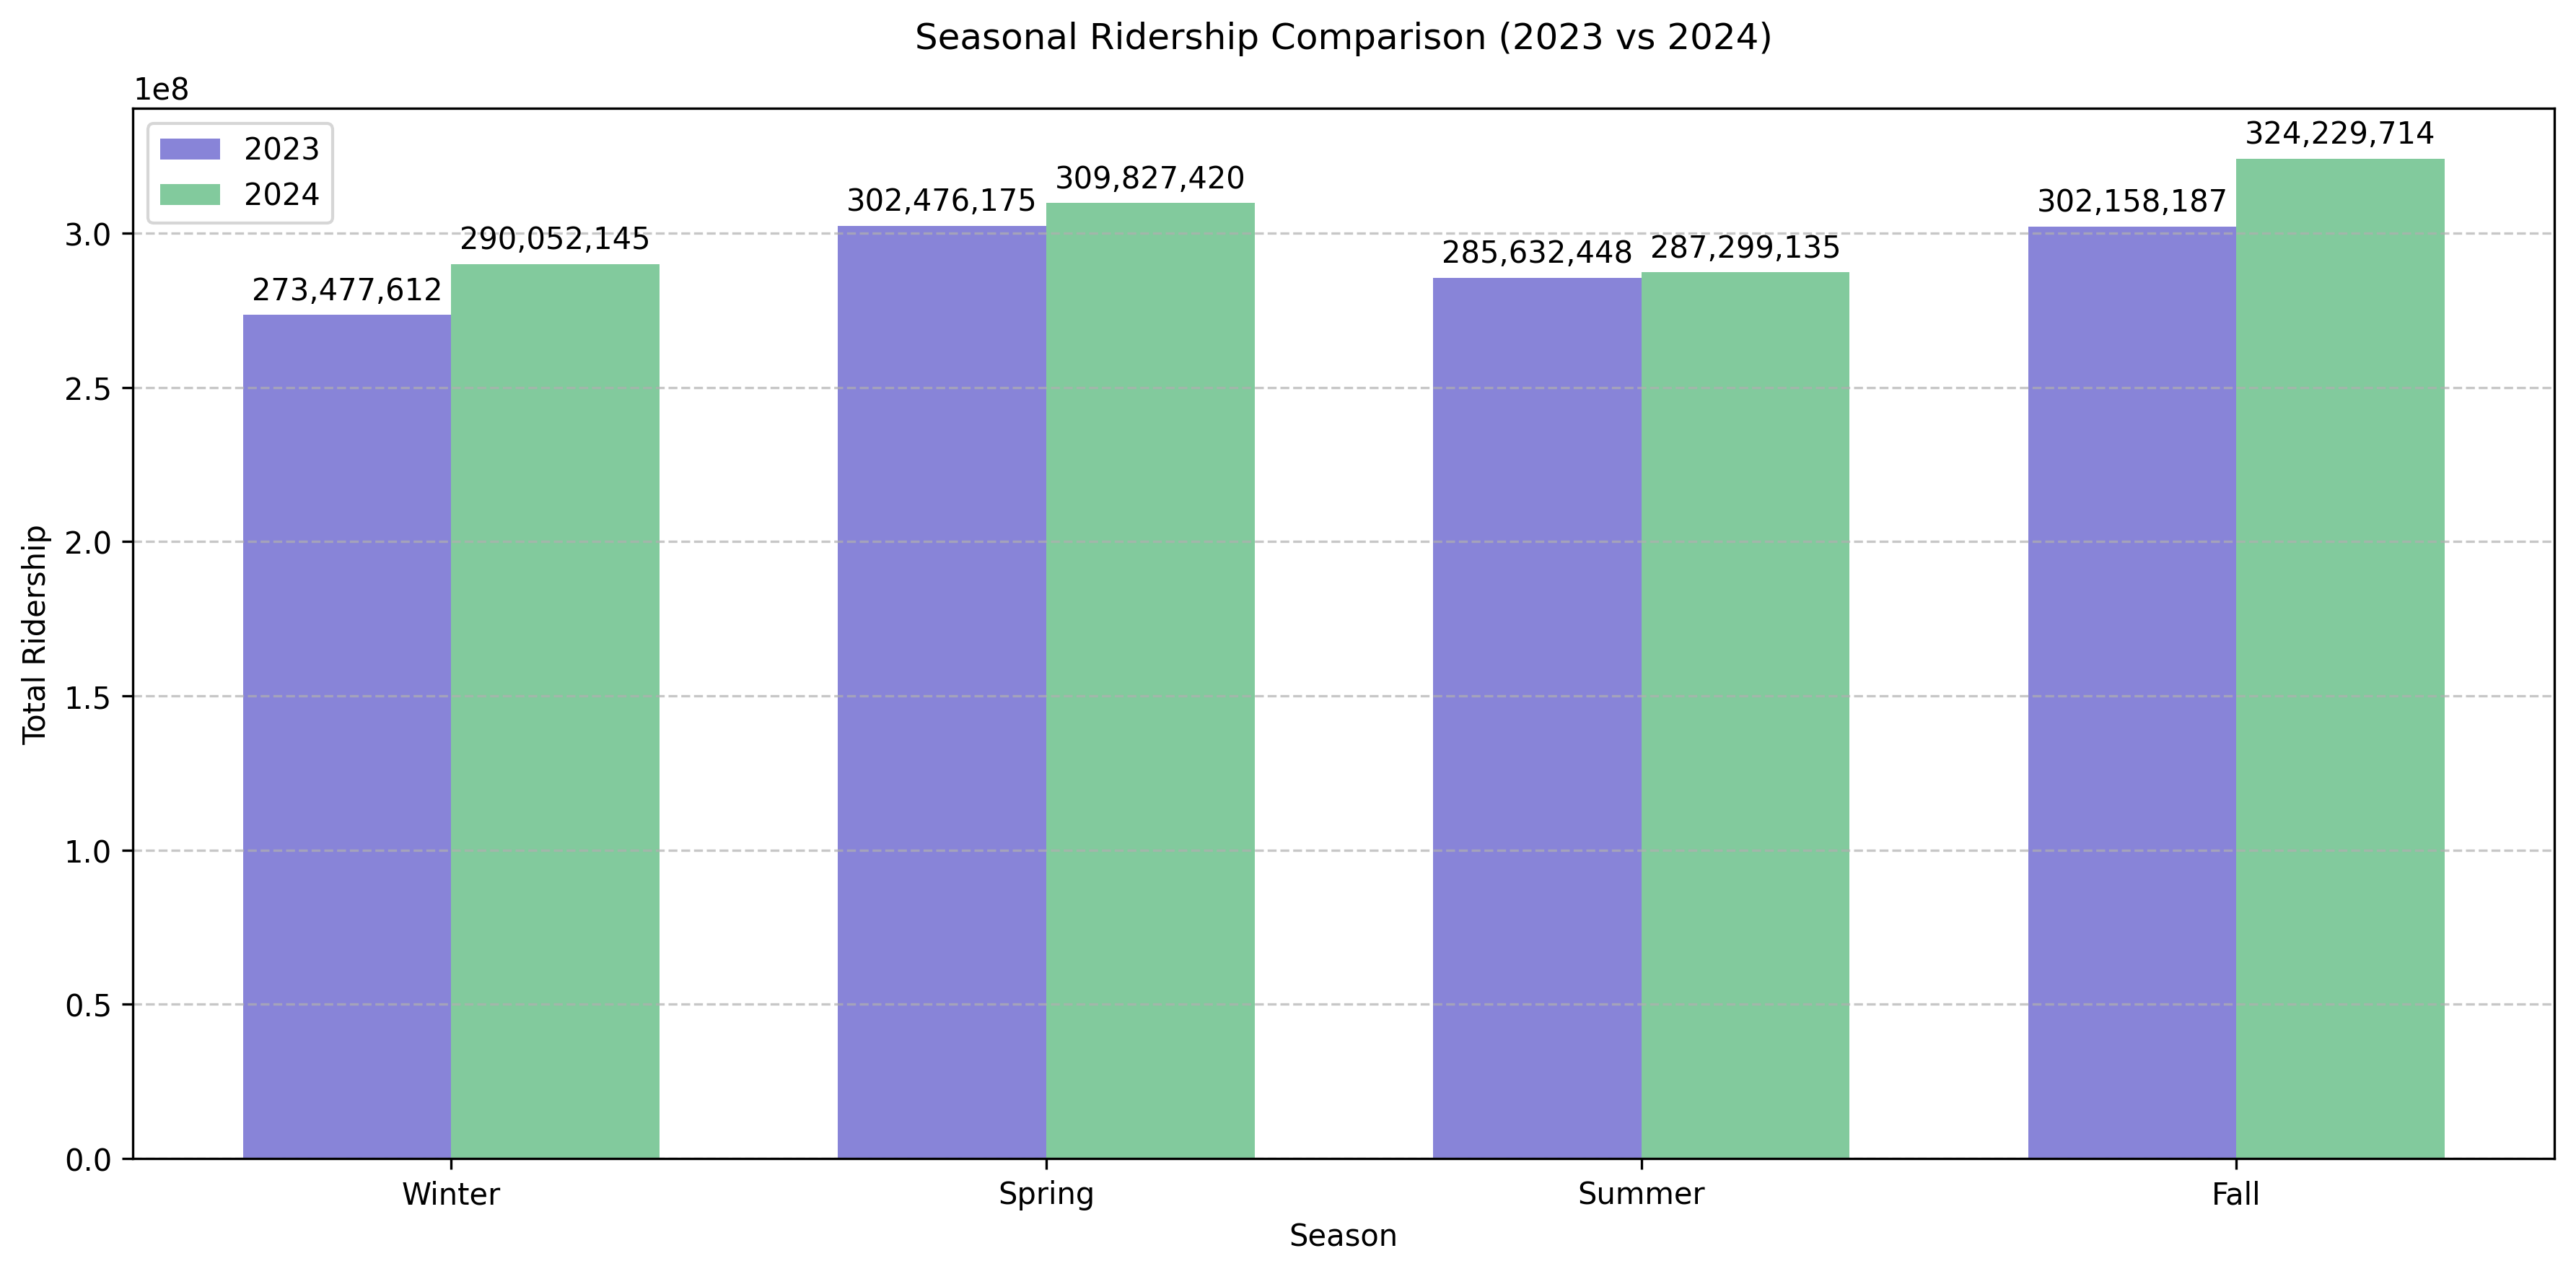 Seasonal Ridership Comparison (2023 vs 2024)
1e8
2023
2024
324,229,714
302,476,175
309,827,420
302,158,187
290,052,145
285,632,448
287,299,135
273,477,612
3.0
2.5
2.0
1.5
1.0
0.5
0.0
Total Ridership
Winter
Spring
Summer
Fall
Season